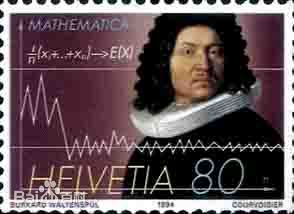 MATHEMATICA
1/n(x₁+...+xₙ)→E(X)
HELVETIA 80
BURKARD WALTENSPÜL 1994 COURVOISIER